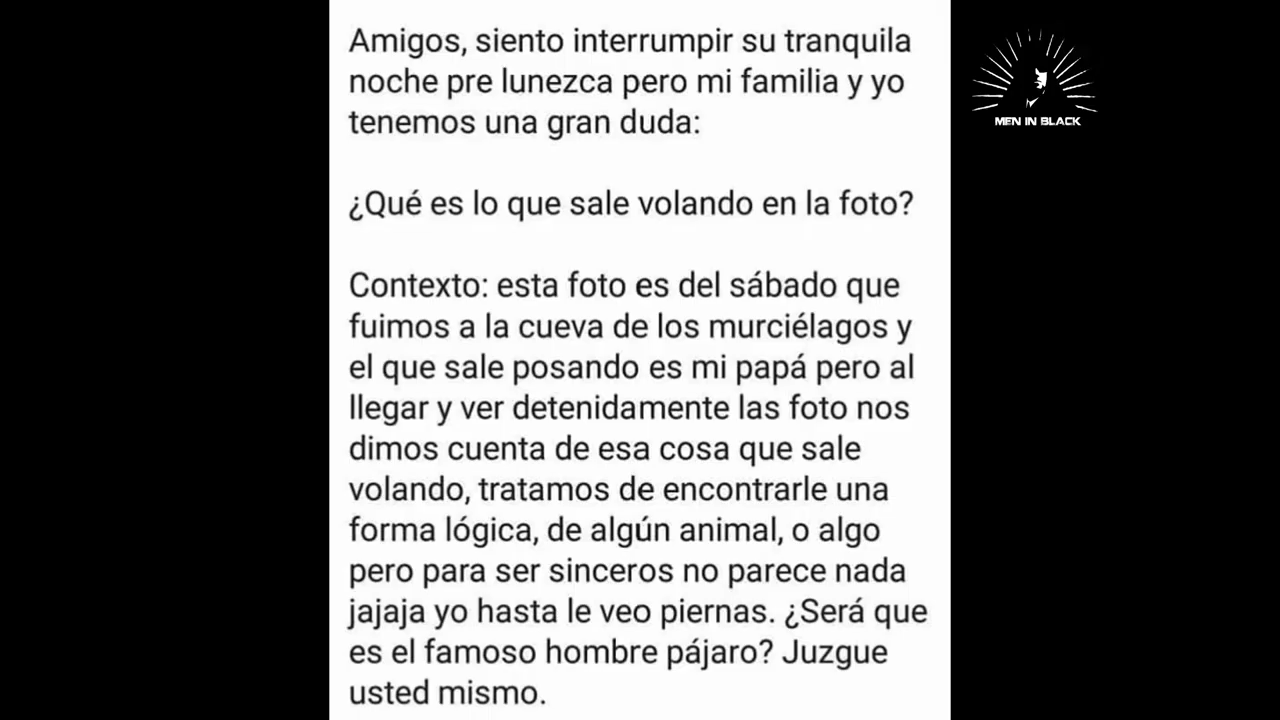 Amigos, siento interrumpir su tranquila
noche pre lunezca pero mi familia y yo
tenemos una gran duda:
¿Qué es lo que sale volando en la foto?
Contexto: esta foto es del sábado que
fuimos a la cueva de los murciélagos y
el que sale posando es mi papá pero al
llegar y ver detenidamente las foto nos
dimos cuenta de esa cosa que sale
volando, tratamos de encontrarle una
forma lógica, de algún animal, o algo
pero para ser sinceros no parece nada
jajaja yo hasta le veo piernas. ¿Será que
es el famoso hombre pájaro? Juzgue
usted mismo.
MEN IN BLACK